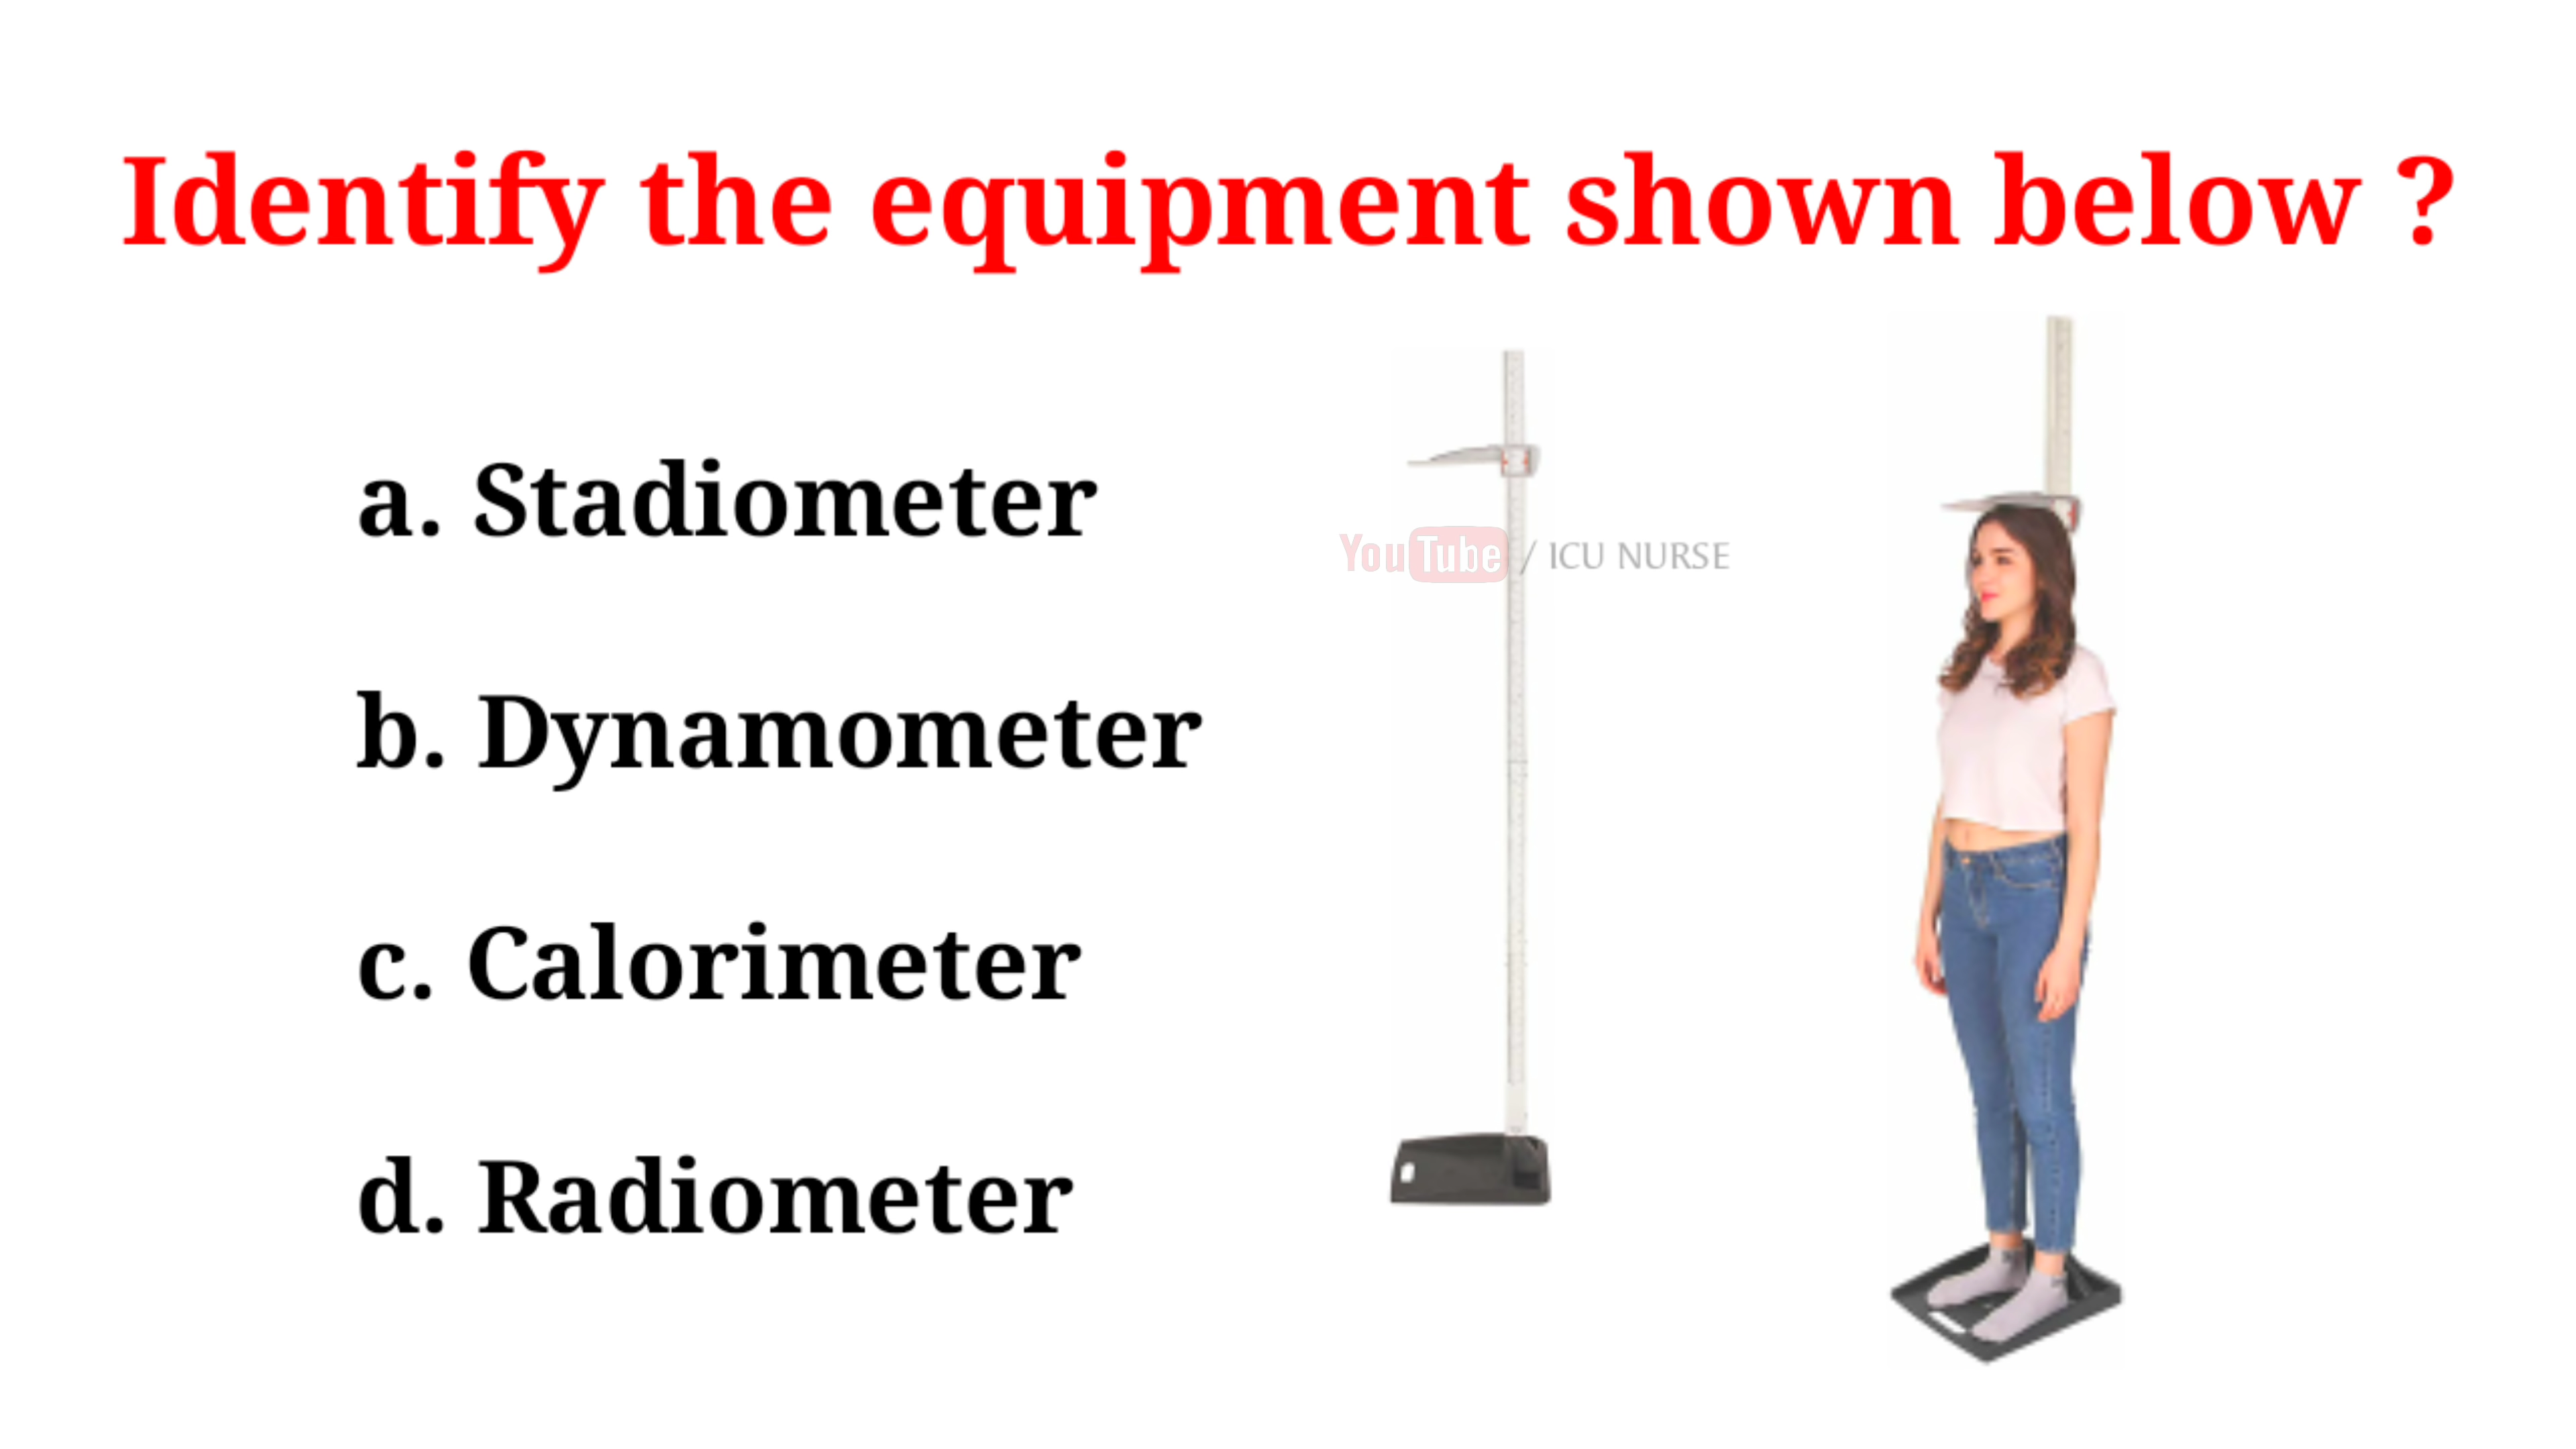 Identify the equipment shown below ?
a. Stadiometer
YouTube / ICU NURSE
b. Dynamometer
c. Calorimeter
d. Radiometer